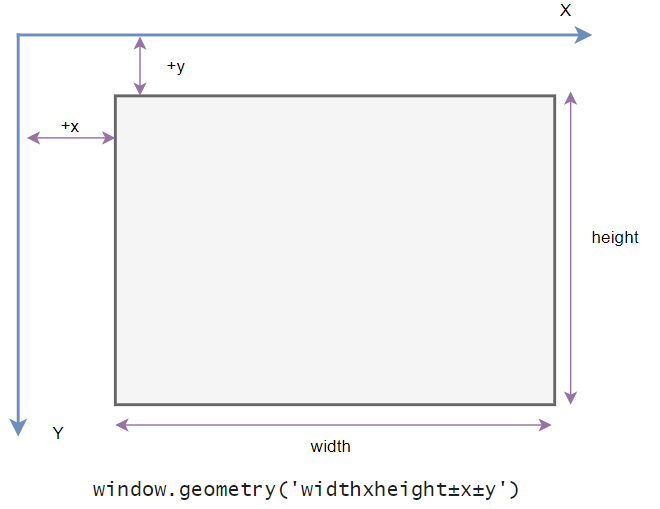 X
+y
+x
height
Y
width
window.geometry('widthxheight±x±y')